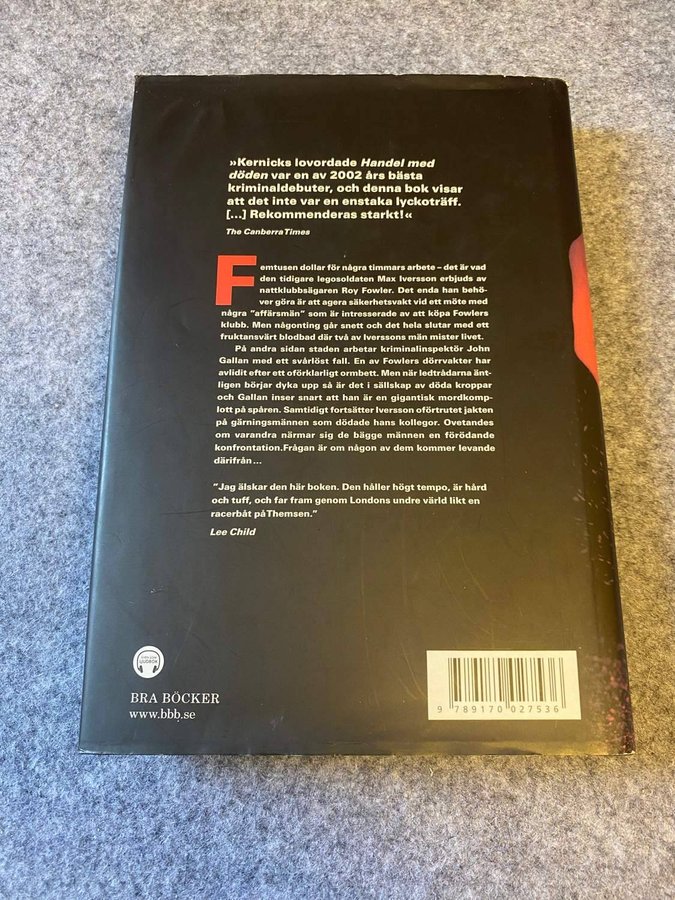 »Kernicks lovordade Handel med
döden var en av 2002 års bästa
kriminaldebuter, och denna bok visar
att det inte var en enstaka lyckoträff.
[...] Rekommenderas starkt!«
The Canberra Times
Femtusen dollar för några timmars arbete – det är vad
den tidigare legosoldaten Max Iversson erbjuds av
nattklubbsägaren Roy Fowler. Det enda han behö-
ver göra är att agera säkerhetsvakt vid ett möte med
några "affärsmän" som är intresserade av att köpa Fowlers
klubb. Men någonting går snett och det hela slutar med ett
fruktansvärt blodbad där två av Iverssons män mister livet.
På andra sidan staden arbetar kriminalinspektör John
Gallan med ett svårlöst fall. En av Fowlers dörrvakter har
avlidit efter ett oförklarligt ormbett. Men när ledtrådarna änt-
ligen börjar dyka upp så är det i sällskap av döda kroppar
och Gallan inser snart att han är en gigantisk mordkomp-
lott på spåren. Samtidigt fortsätter Iversson oförtrutet jakten
på gärningsmännen som dödade hans kollegor. Ovetandes
om varandra närmar sig de bägge männen en förödande
konfrontation.Frågan är om någon av dem kommer levande
därifrån...
"Jag älskar den här boken. Den håller högt tempo, är hård
och tuff, och far fram genom Londons undre värld likt en
racerbåt på Themsen."
Lee Child
LJUDBOK
BRA BÖCKER
www.bbb.se
9 789170 027536